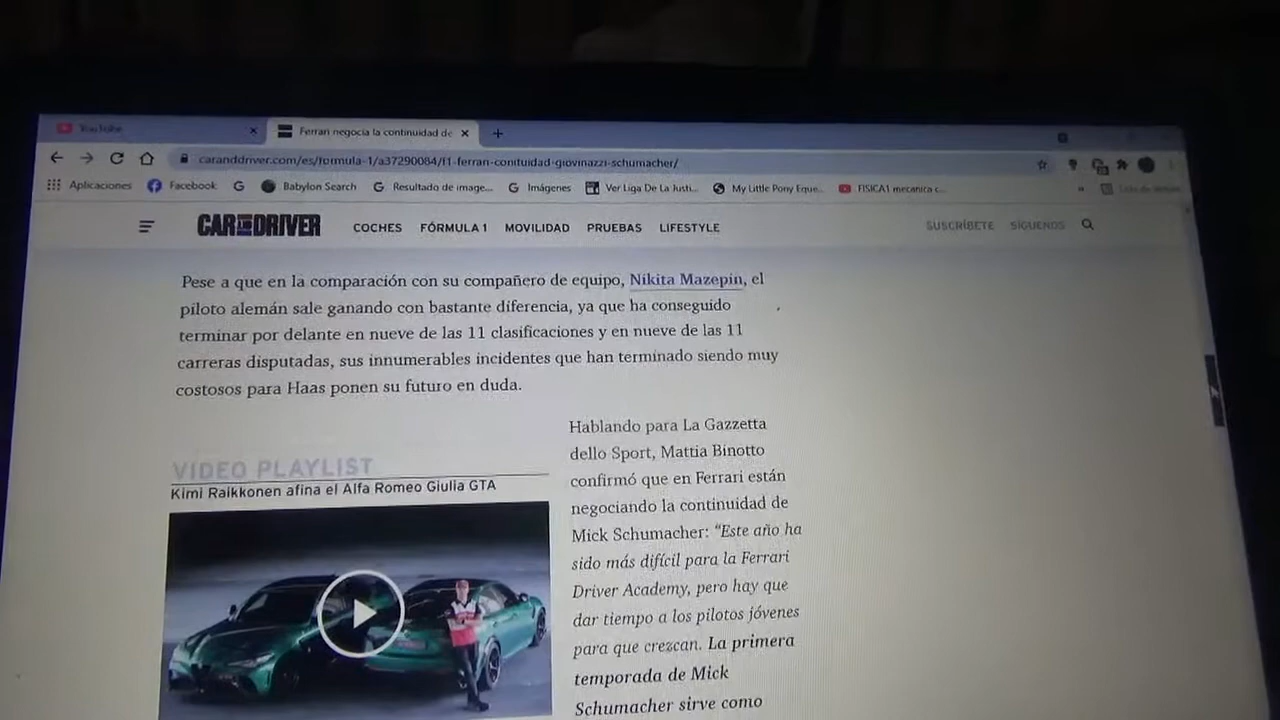 YouTube
Ferrari negocia la continuidad de
caranddriver.com/es/formula-1/a37290084/f1-ferrari-conituidad-giovinazzi-schumacher/
Aplicaciones Facebook Babylon Search Resultado de image... Imágenes Ver Liga De La Justi... My Little Pony Eque... FISICA1 mecanica c...
CAR AND DRIVER COCHES FÓRMULA 1 MOVILIDAD PRUEBAS LIFESTYLE SUSCRÍBETE SÍGUENOS
Pese a que en la comparación con su compañero de equipo, Nikita Mazepin, el
piloto alemán sale ganando con bastante diferencia, ya que ha conseguido
terminar por delante en nueve de las 11 clasificaciones y en nueve de las 11
carreras disputadas, sus innumerables incidentes que han terminado siendo muy
costosos para Haas ponen su futuro en duda.
VIDEO PLAYLIST
Kimi Raikkonen afina el Alfa Romeo Giulia GTA
Hablando para La Gazzetta
dello Sport, Mattia Binotto
confirmó que en Ferrari están
negociando la continuidad de
Mick Schumacher: “Este año ha
sido más difícil para la Ferrari
Driver Academy, pero hay que
dar tiempo a los pilotos jóvenes
para que crezcan. La primera
temporada de Mick
Schumacher sirve como